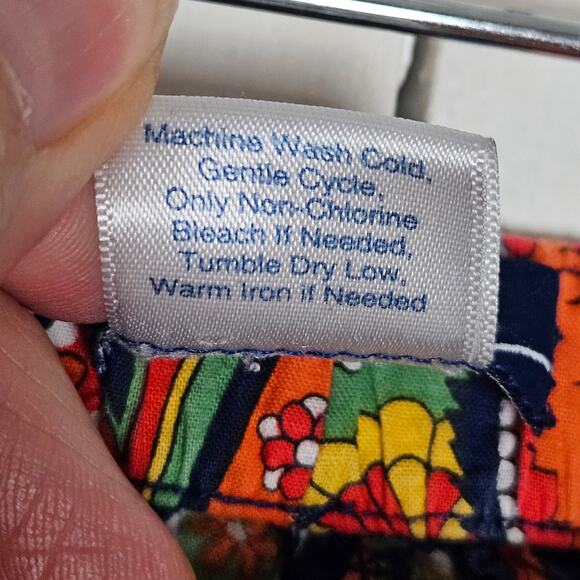 Machine Wash Cold,
Gentle Cycle,
Only Non-Chlorine
Bleach If Needed,
Tumble Dry Low,
Warm Iron if Needed